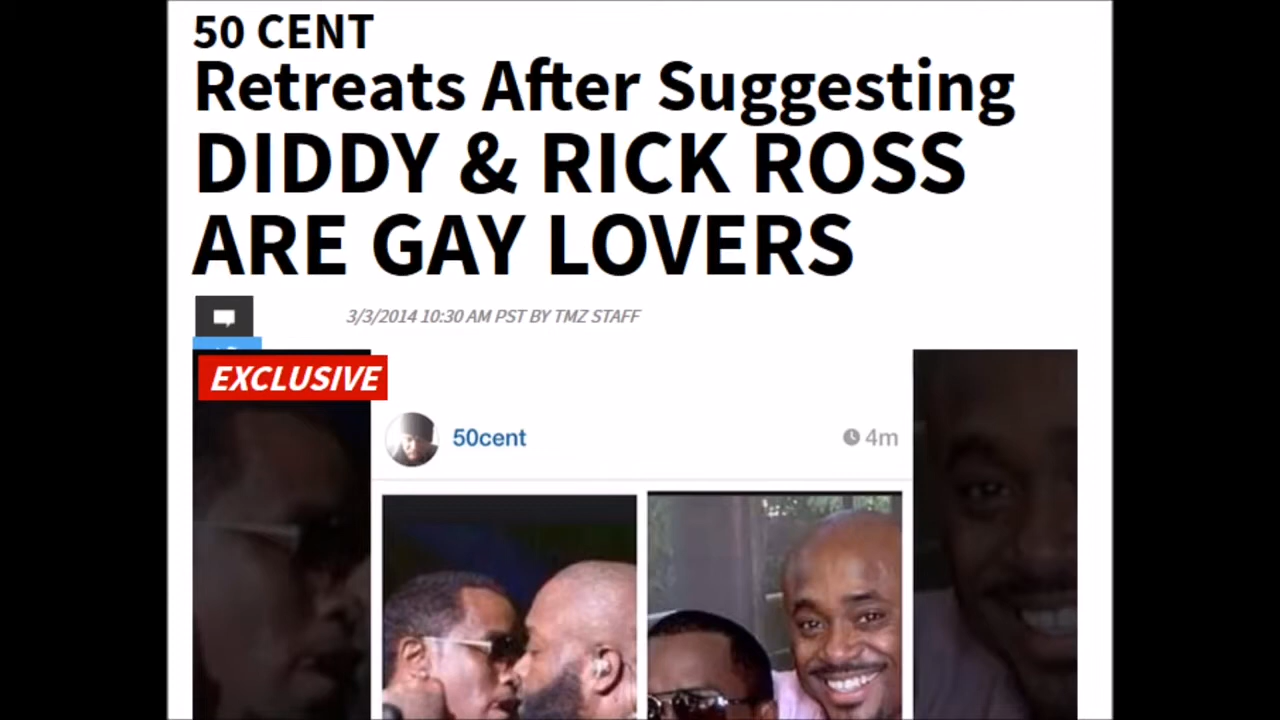 50 CENT
Retreats After Suggesting
DIDDY & RICK ROSS
ARE GAY LOVERS
3/3/2014 10:30 AM PST BY TMZ STAFF
EXCLUSIVE
50cent 4m